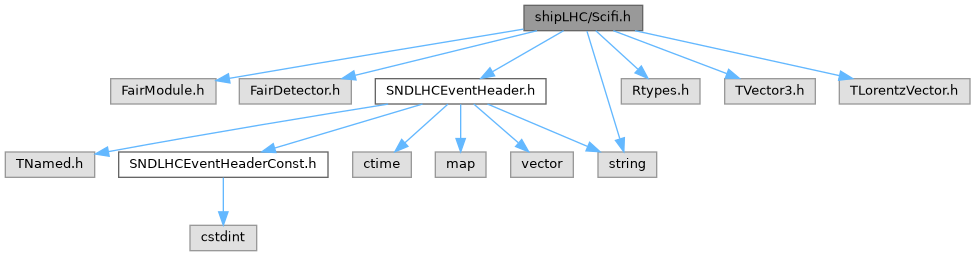 shipLHC/Scifi.h
FairModule.h
FairDetector.h
SNDLHCEventHeader.h
Rtypes.h
TVector3.h
TLorentzVector.h
TNamed.h
SNDLHCEventHeaderConst.h
ctime
map
vector
string
cstdint